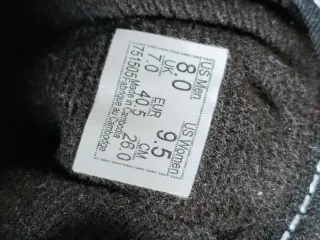 US Men US Women
8.0 9.5
UK EUR CM
7.0 40.5 26.0
751505 Made in Cambodia
Fabriqué au Cambodge